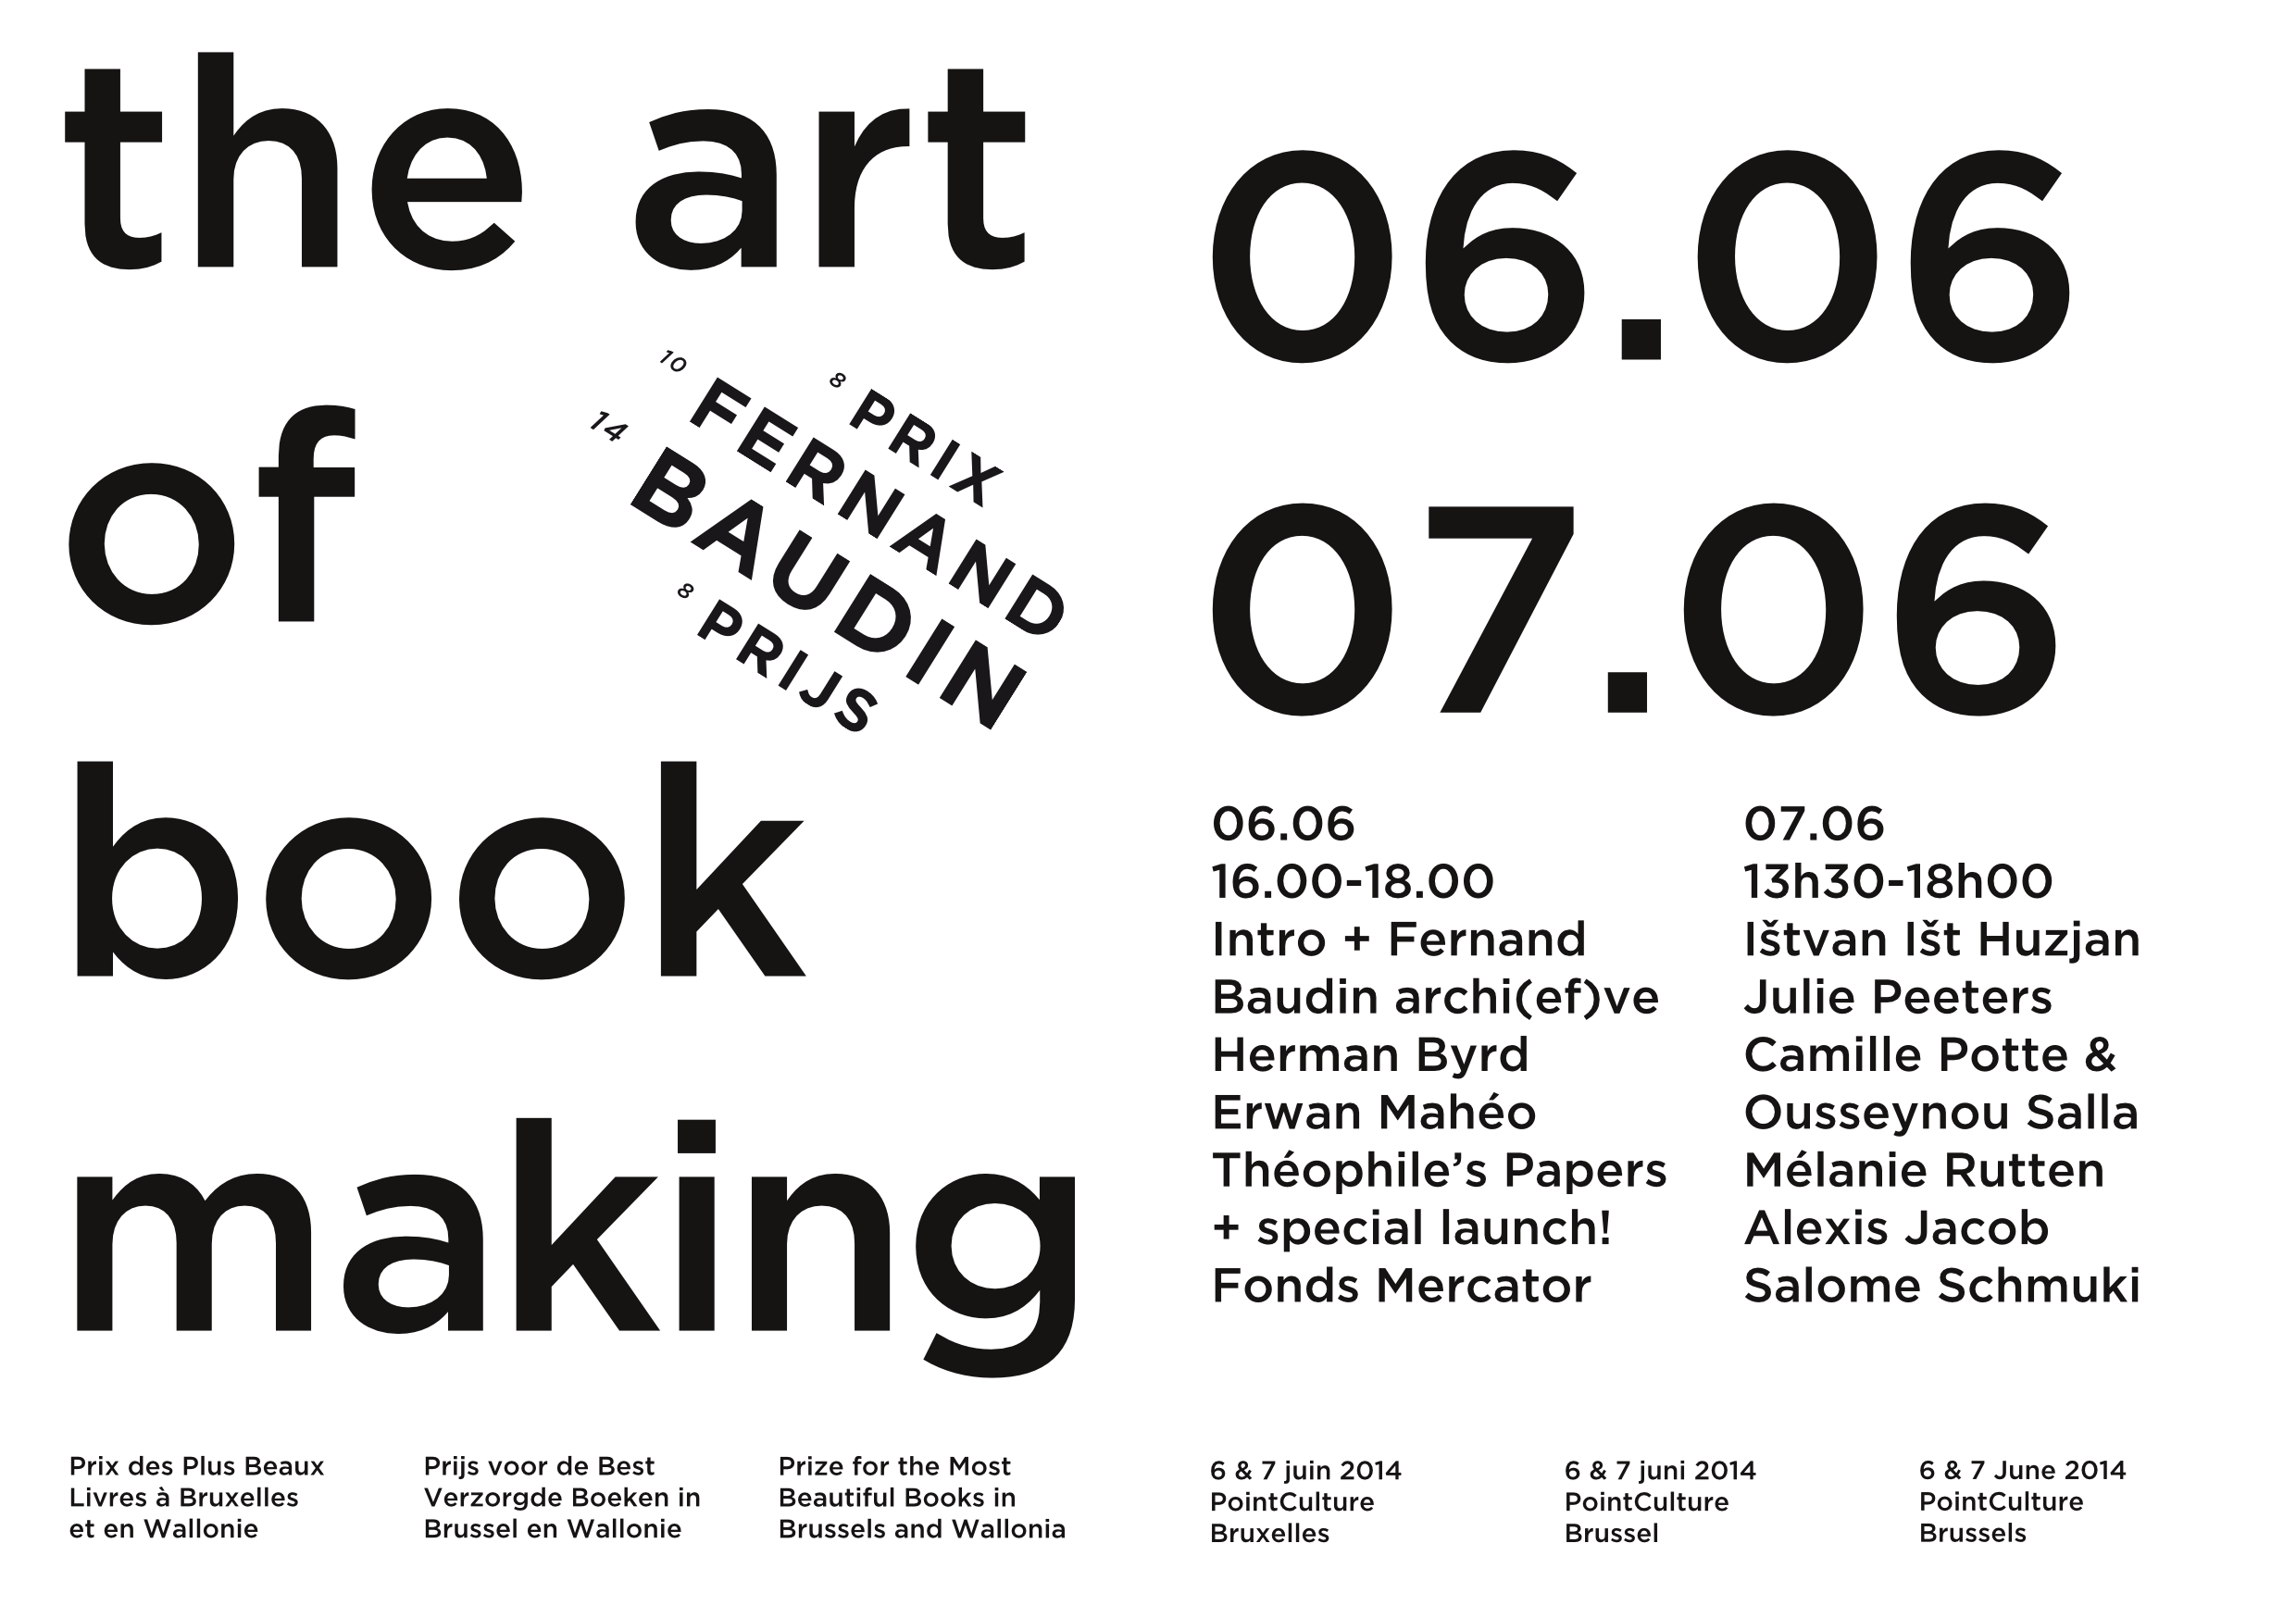 the art
of
book
making
8 PRIX
10 FERNAND
14 BAUDIN
8 PRIJS
06.06
07.06
06.06
16.00-18.00
Intro + Fernand
Baudin archi(ef)ve
Herman Byrd
Erwan Mahéo
Théophile’s Papers
+ special launch!
Fonds Mercator
07.06
13h30-18h00
Ištvan Išt Huzjan
Julie Peeters
Camille Potte &
Ousseynou Salla
Mélanie Rutten
Alexis Jacob
Salome Schmuki
Prix des Plus Beaux
Livres à Bruxelles
et en Wallonie
Prijs voor de Best
Verzorgde Boeken in
Brussel en Wallonie
Prize for the Most
Beautiful Books in
Brussels and Wallonia
6 & 7 juin 2014
PointCulture
Bruxelles
6 & 7 juni 2014
PointCulture
Brussel
6 & 7 June 2014
PointCulture
Brussels